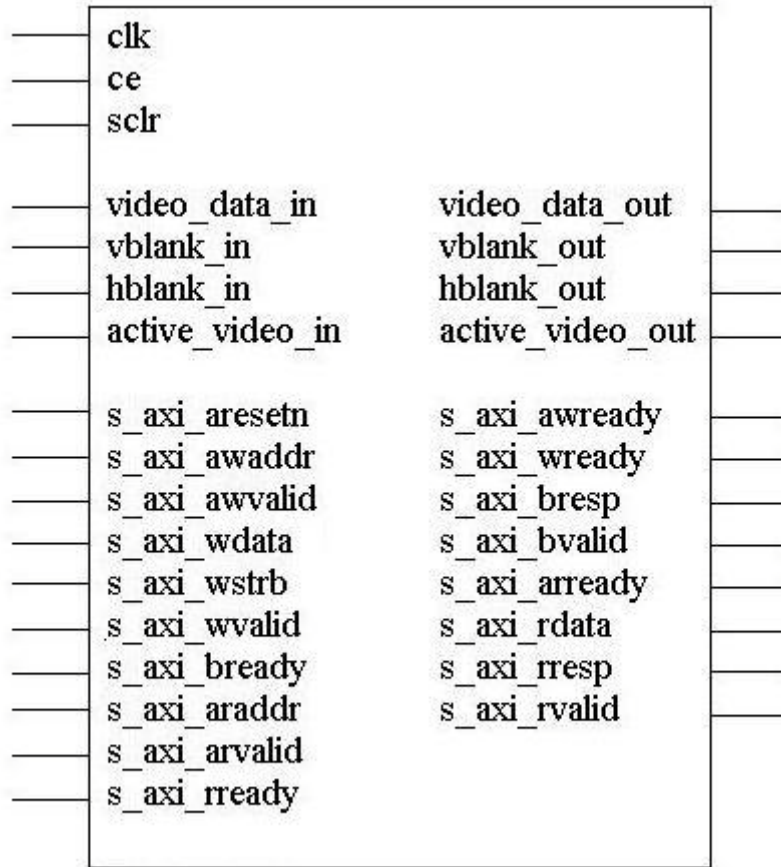 clk
ce
sclr
video_data_in
vblank_in
hblank_in
active_video_in
s_axi_aresetn
s_axi_awaddr
s_axi_awvalid
s_axi_wdata
s_axi_wstrb
s_axi_wvalid
s_axi_bready
s_axi_araddr
s_axi_arvalid
s_axi_rready
video_data_out
vblank_out
hblank_out
active_video_out
s_axi_awready
s_axi_wready
s_axi_bresp
s_axi_bvalid
s_axi_arready
s_axi_rdata
s_axi_rresp
s_axi_rvalid